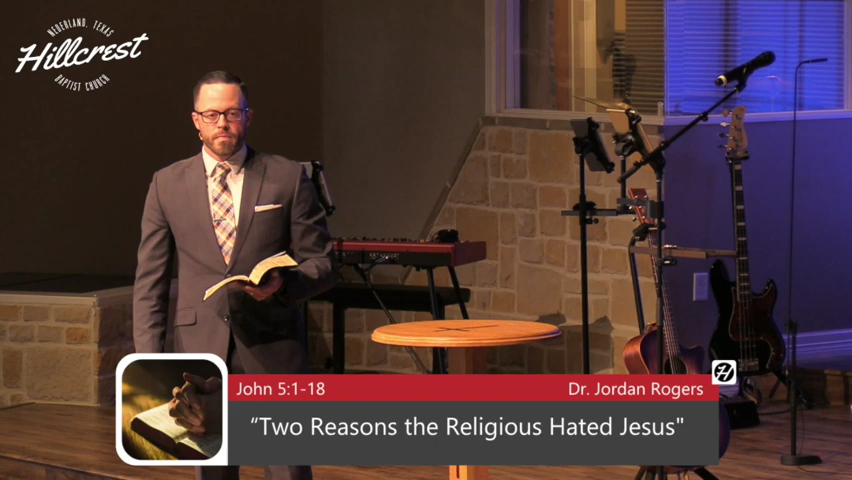 NEDERLAND, TEXAS
Hillcrest
BAPTIST CHURCH
John 5:1-18
Dr. Jordan Rogers
H
“Two Reasons the Religious Hated Jesus"